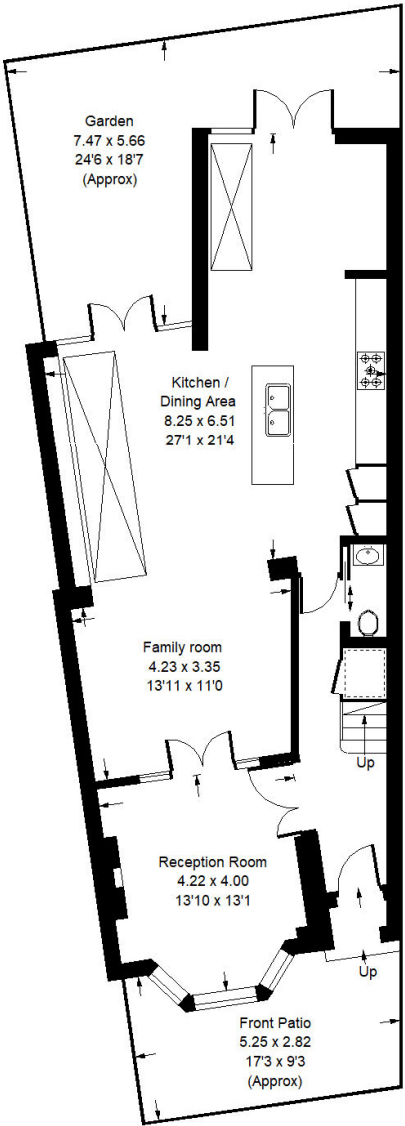 Garden
7.47 x 5.66
24'6 x 18'7
(Approx)
Kitchen /
Dining Area
8.25 x 6.51
27'1 x 21'4
Family room
4.23 x 3.35
13'11 x 11'0
Up
Reception Room
4.22 x 4.00
13'10 x 13'1
Up
Front Patio
5.25 x 2.82
17'3 x 9'3
(Approx)